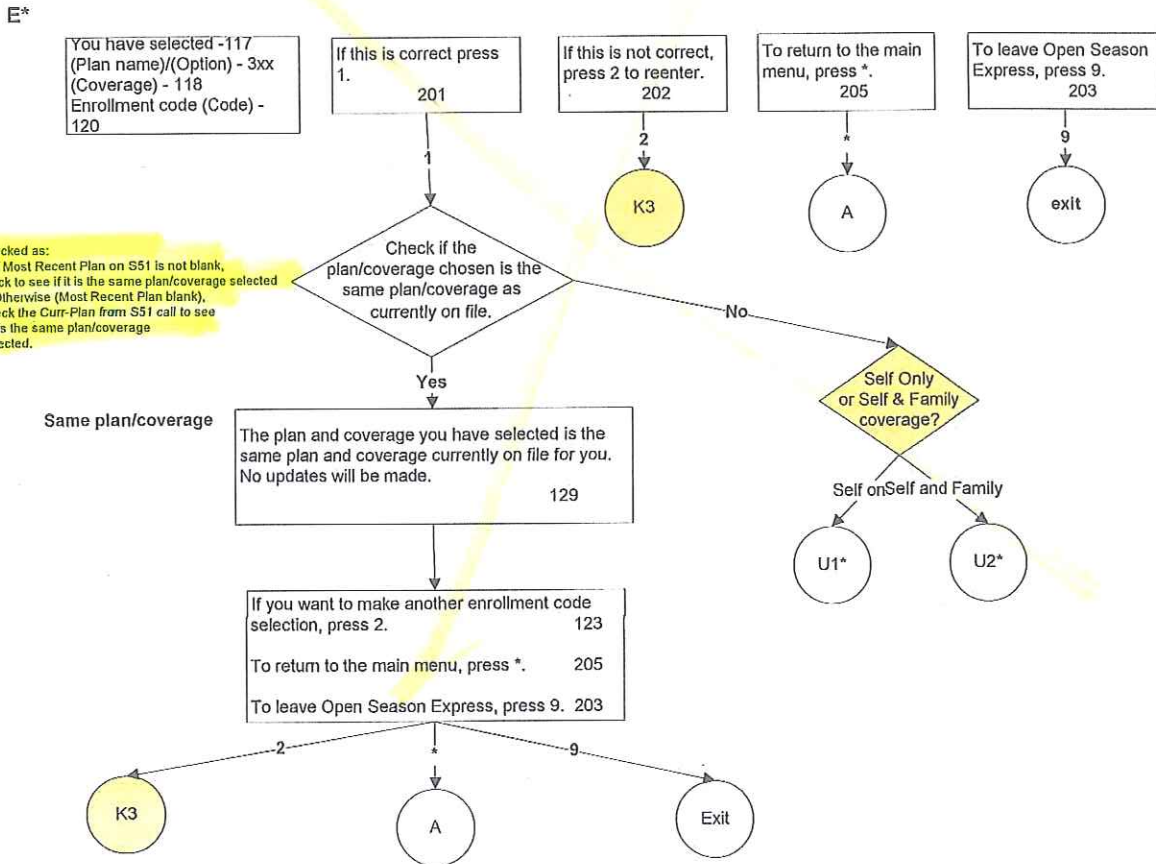 E*
You have selected -117
(Plan name)/(Option) - 3xx
(Coverage) - 118
Enrollment code (Code) -
120
If this is correct press
1.
201
If this is not correct,
press 2 to reenter.
202
To return to the main
menu, press *.
205
To leave Open Season
Express, press 9.
203
1
2
*
9
K3
A
exit
as:
Most Recent Plan on S51 is not blank,
to see if it is the same plan/coverage selected
Otherwise (Most Recent Plan blank),
the Curr-Plan from S51 call to see
the same plan/coverage
Check if the
plan/coverage chosen is the
same plan/coverage as
currently on file.
No
Yes
Self Only
or Self & Family
coverage?
Same plan/coverage
The plan and coverage you have selected is the
same plan and coverage currently on file for you.
No updates will be made.
129
Self on
Self and Family
U1*
U2*
If you want to make another enrollment code
selection, press 2. 123
To return to the main menu, press *. 205
To leave Open Season Express, press 9. 203
2
*
9
K3
A
Exit